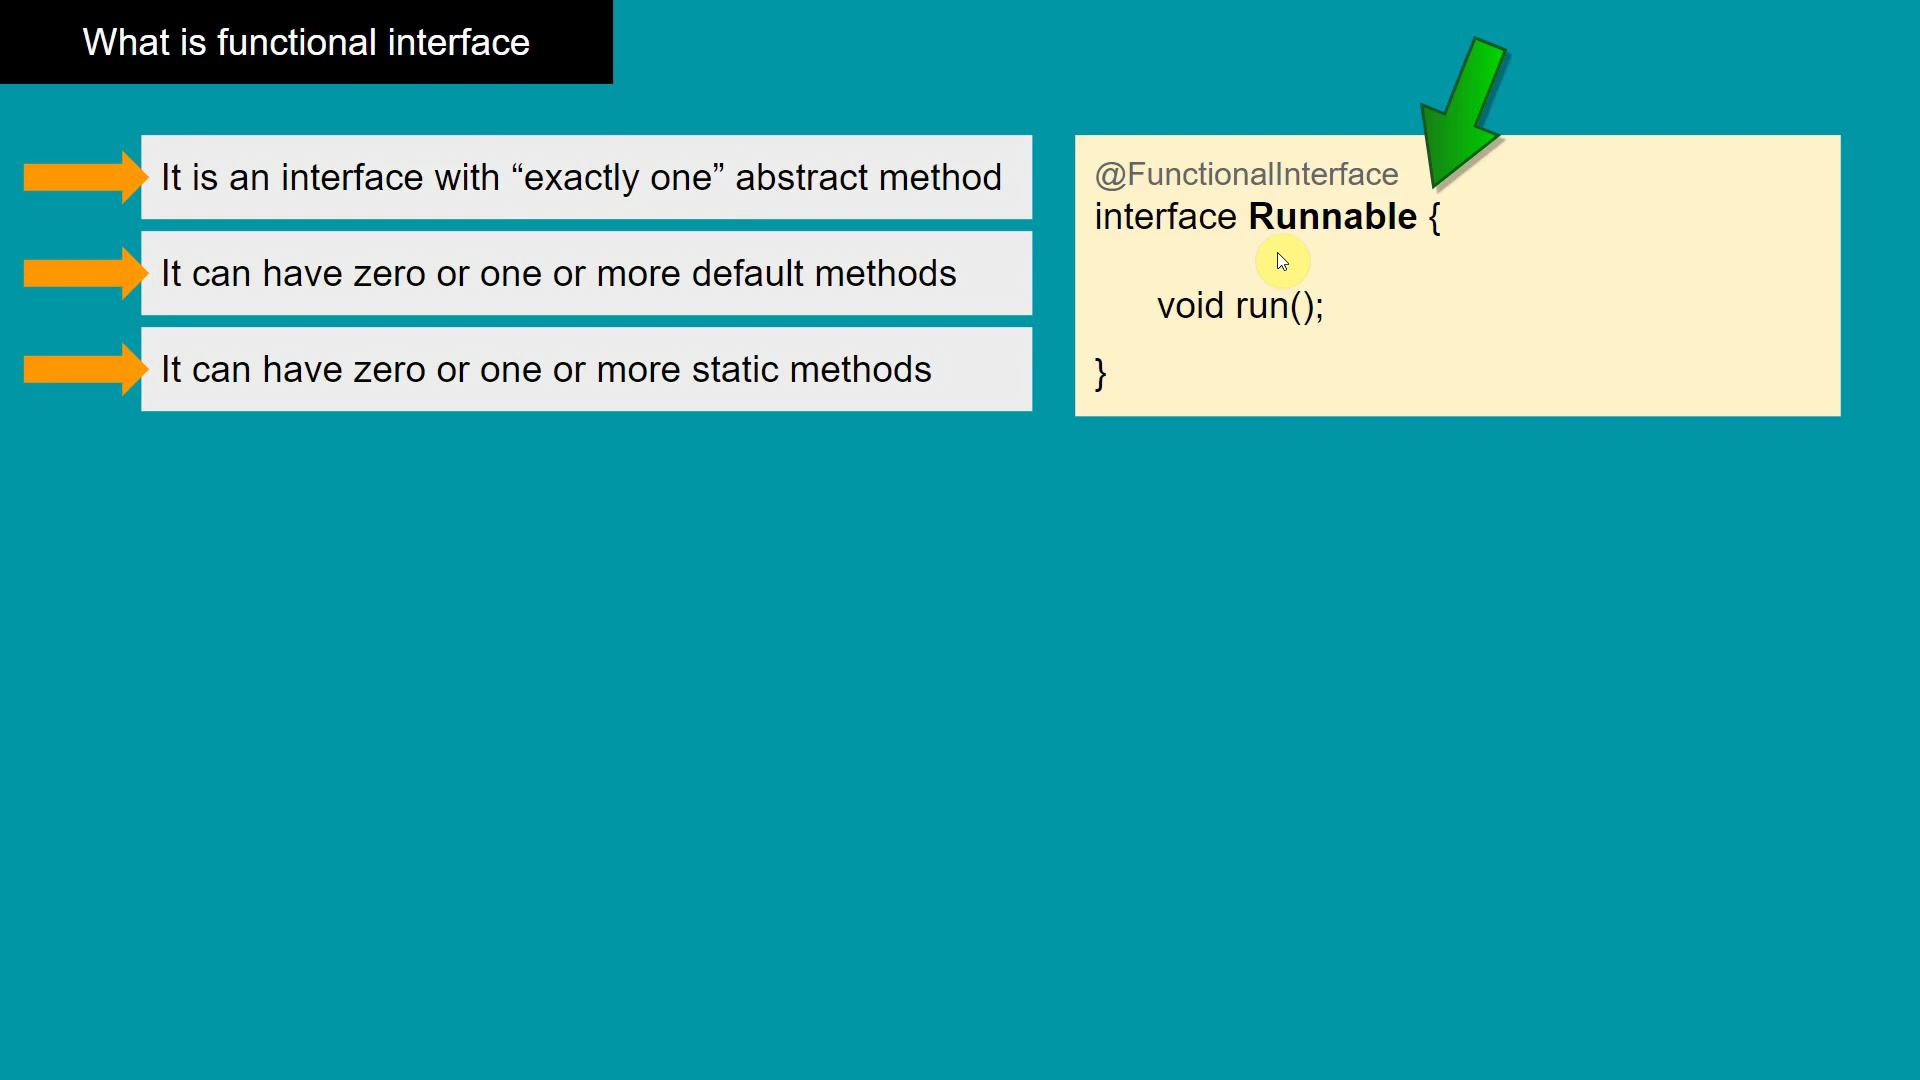 What is functional interface
It is an interface with “exactly one” abstract method
It can have zero or one or more default methods
It can have zero or one or more static methods
@FunctionalInterface
interface Runnable {
void run();
}